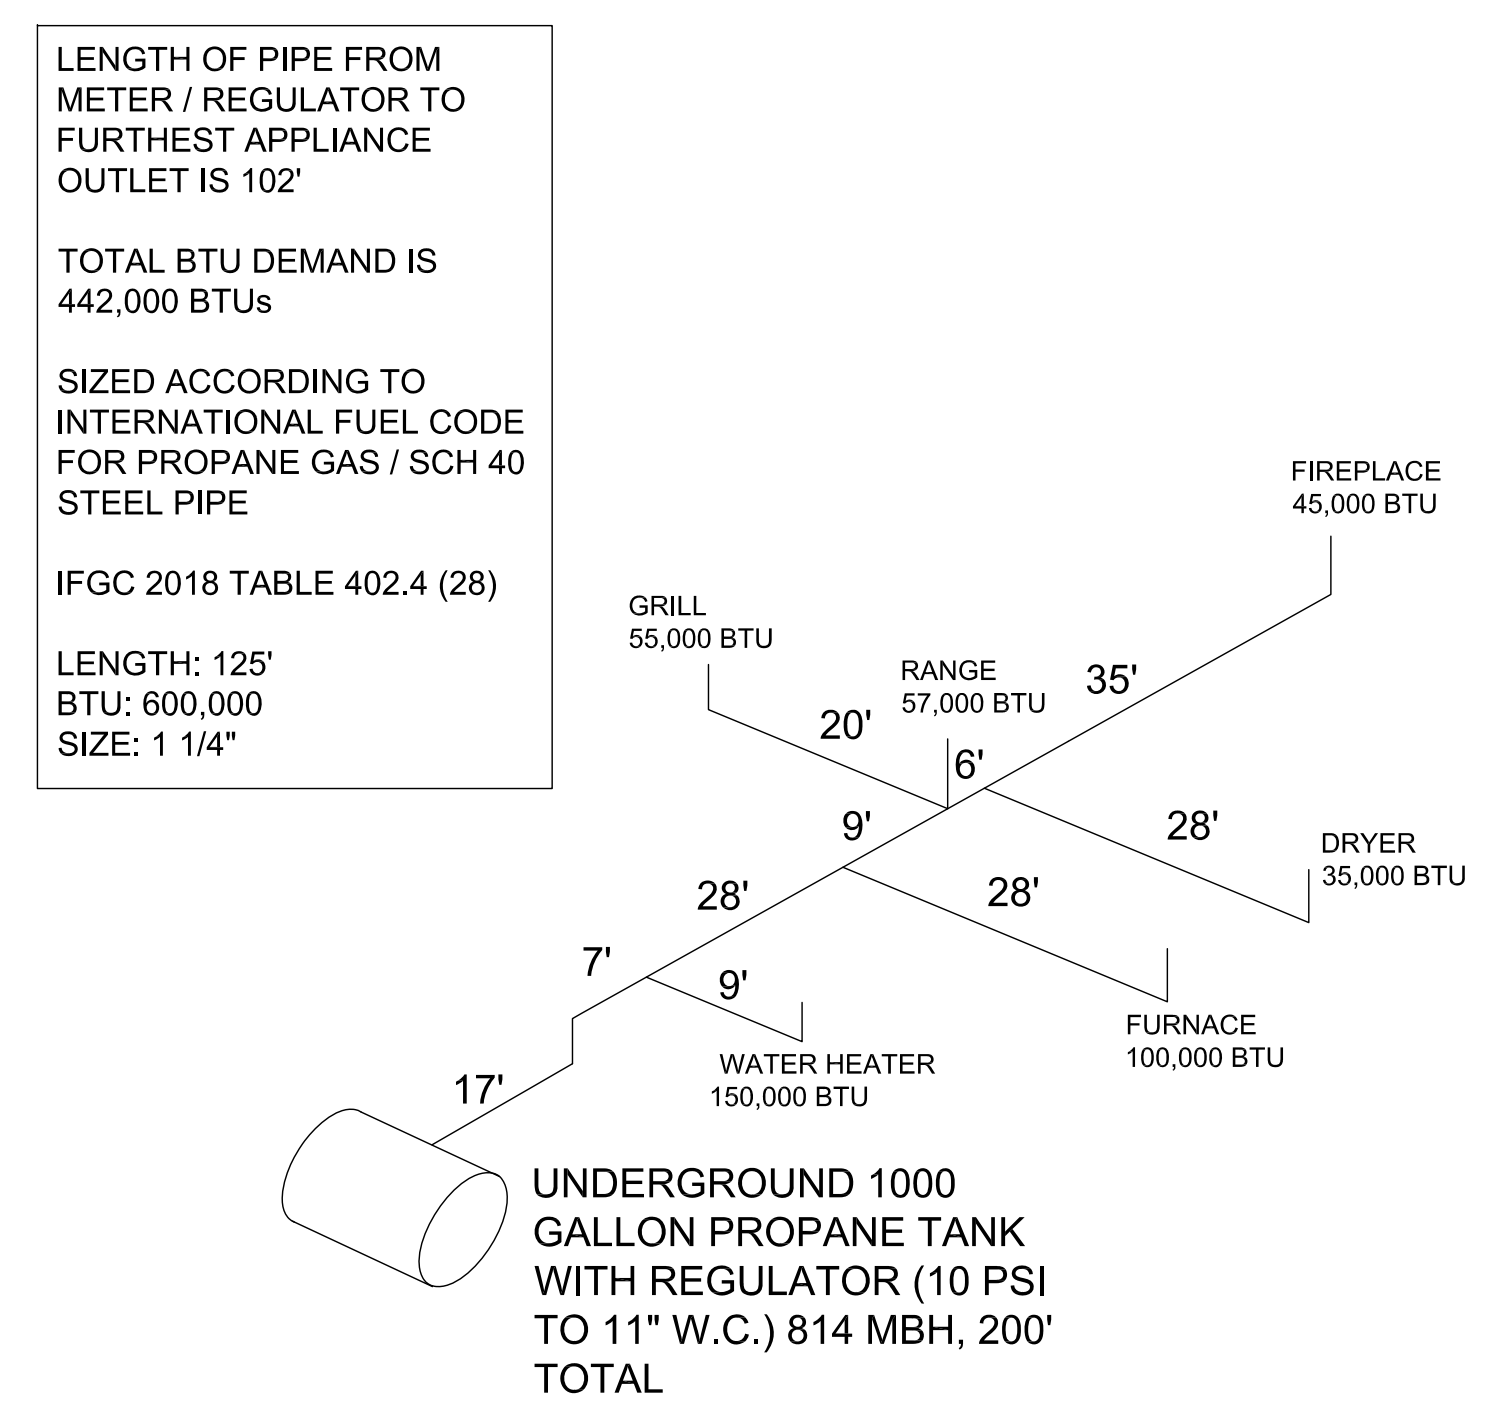 LENGTH OF PIPE FROM
METER / REGULATOR TO
FURTHEST APPLIANCE
OUTLET IS 102'
TOTAL BTU DEMAND IS
442,000 BTUs
SIZED ACCORDING TO
INTERNATIONAL FUEL CODE
FOR PROPANE GAS / SCH 40
STEEL PIPE
IFGC 2018 TABLE 402.4 (28)
LENGTH: 125'
BTU: 600,000
SIZE: 1 1/4"
FIREPLACE
45,000 BTU
GRILL
55,000 BTU
RANGE
57,000 BTU
35'
20'
6'
9'
28'
DRYER
35,000 BTU
28'
28'
7'
9'
FURNACE
100,000 BTU
WATER HEATER
150,000 BTU
17'
UNDERGROUND 1000
GALLON PROPANE TANK
WITH REGULATOR (10 PSI
TO 11" W.C.) 814 MBH, 200'
TOTAL